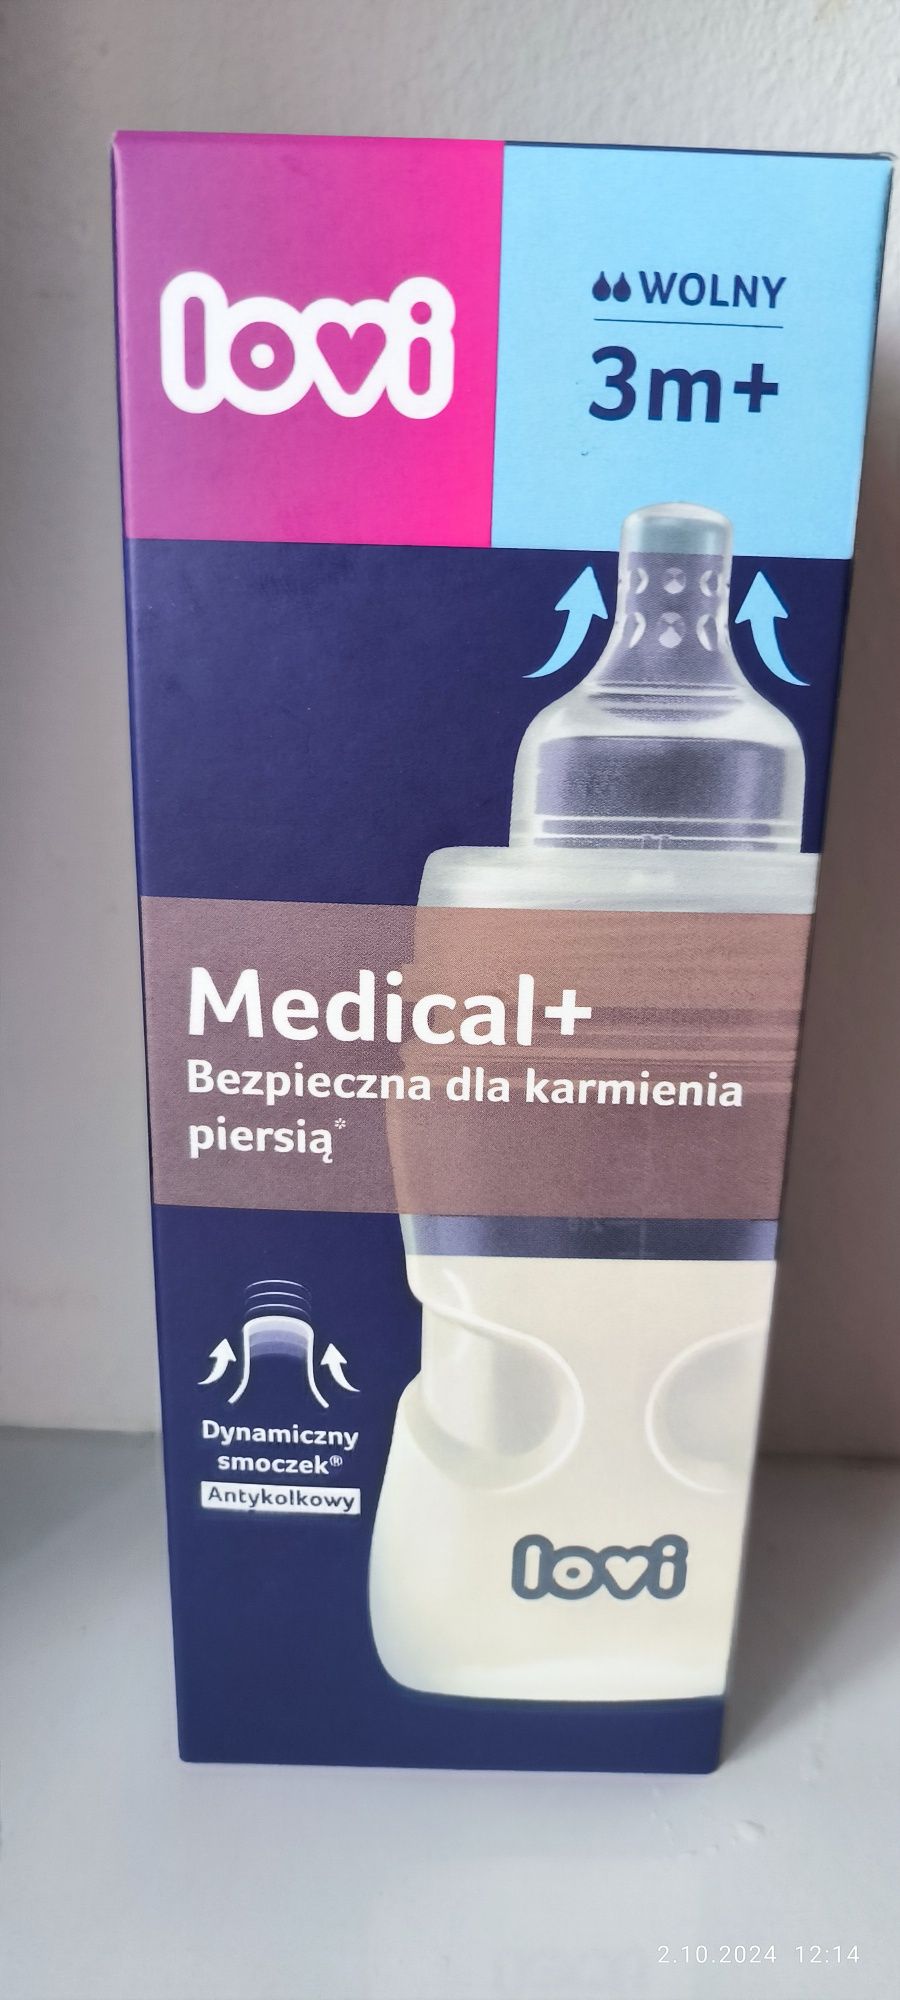 lovi
WOLNY
3m+
Medical+
Bezpieczna dla karmienia
piersią*
Dynamiczny
smoczek®
Antykolkowy
lovi
2.10.2024 12:14